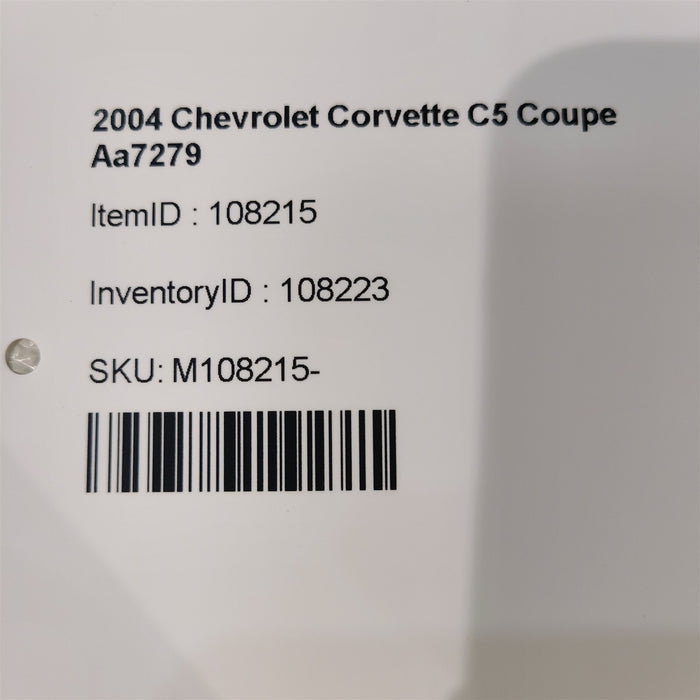 2004 Chevrolet Corvette C5 Coupe
Aa7279
ItemID : 108215
InventoryID : 108223
SKU: M108215-